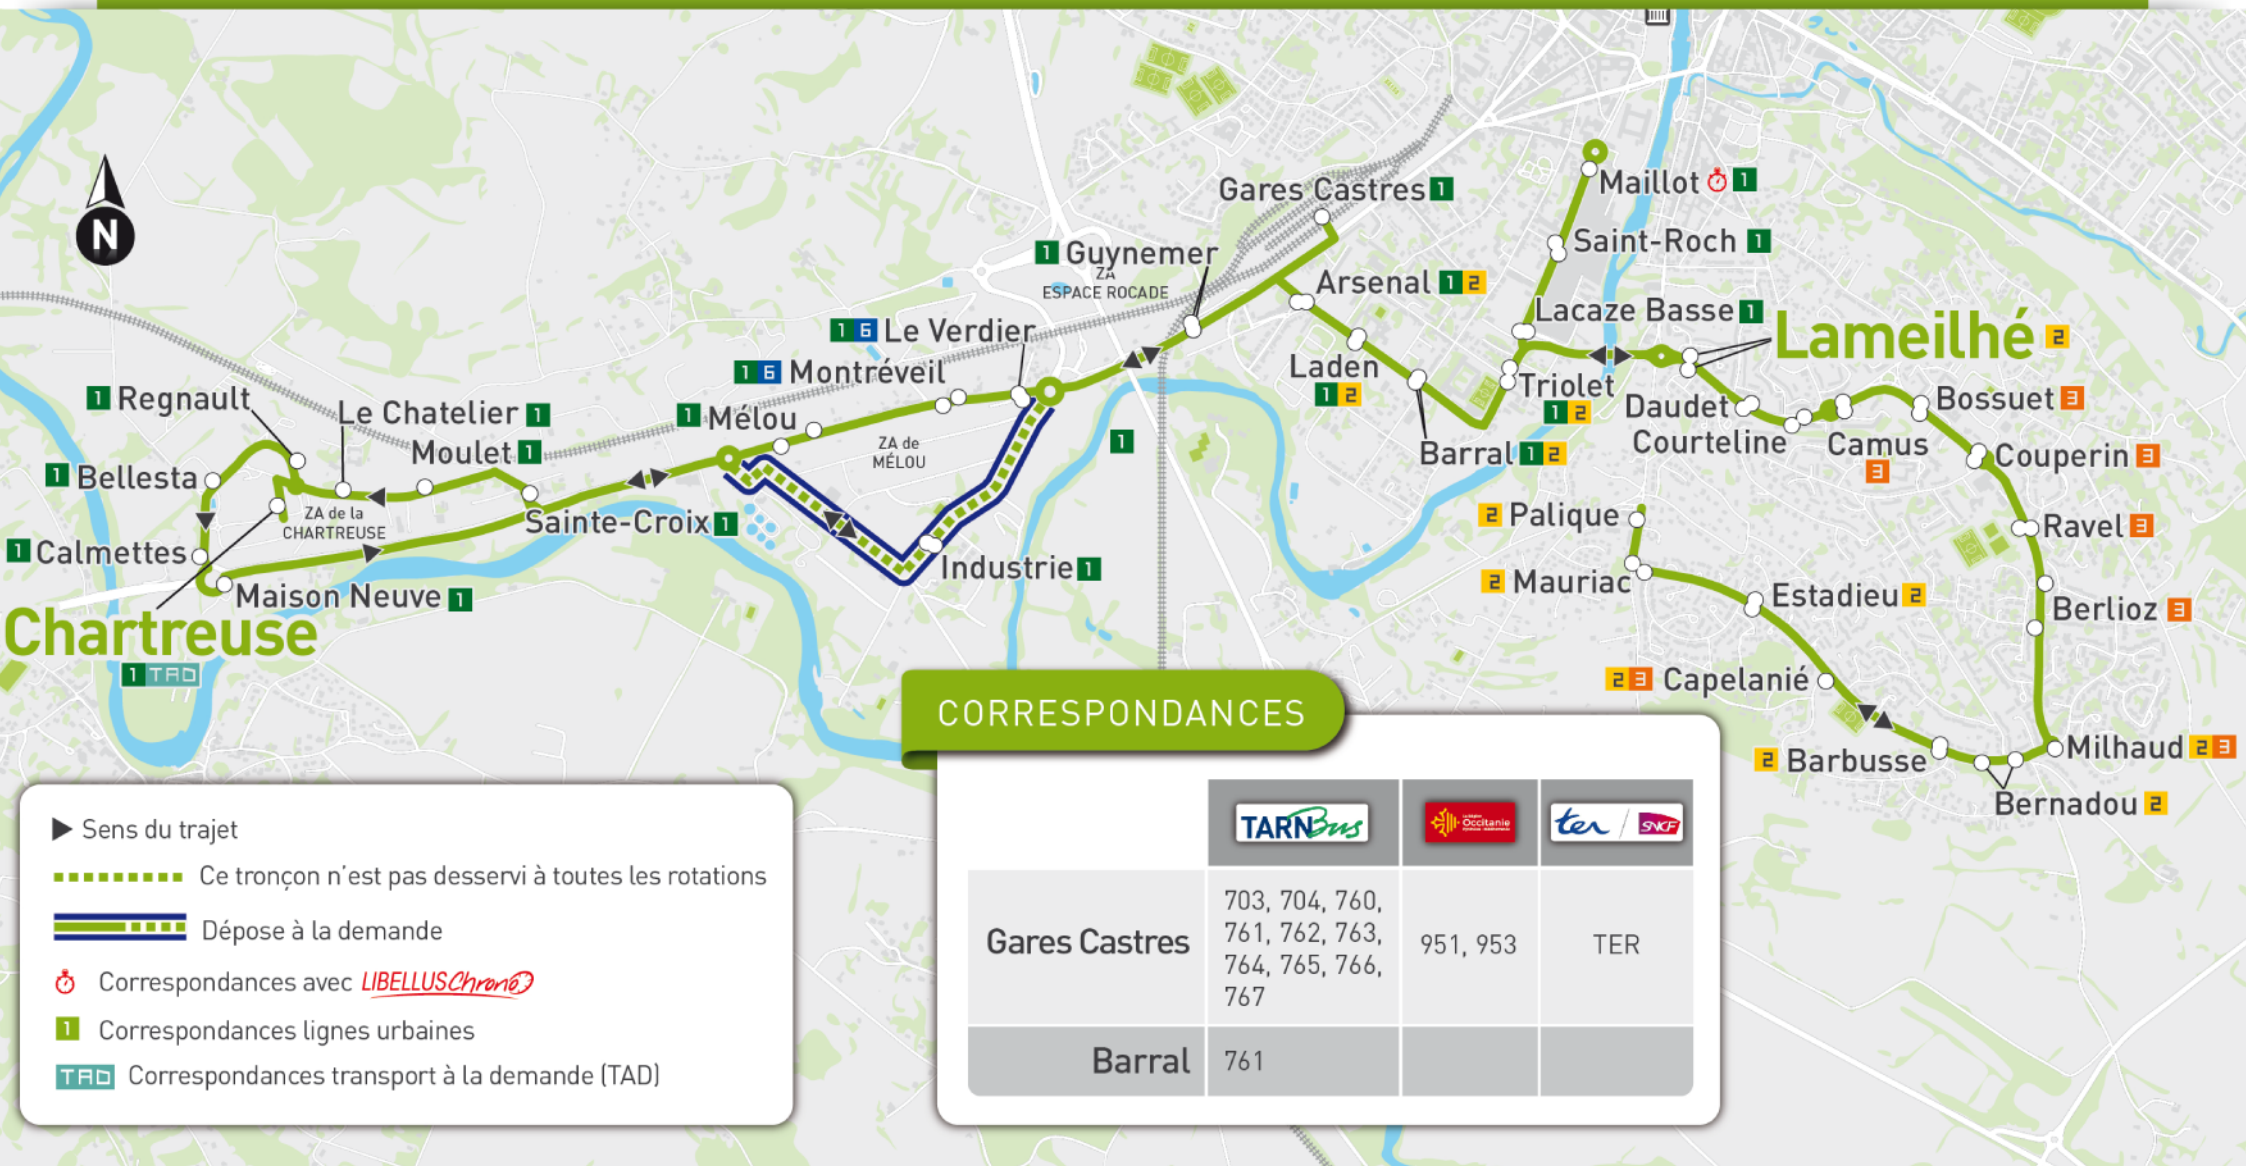 N
Gares Castres 1
Maillot 1
1 Guynemer
Saint-Roch 1
ZA
ESPACE ROCADE
Arsenal 1 2
Lacaze Basse 1
1 6 Le Verdier
Lameilhé 2
1 6 Montréveil
Laden
1 2
Triolet
1 2
1 Regnault
Le Chatelier 1
1 Mélou
Daudet
Bossuet 3
Moulet 1
ZA de
MÉLOU
1
Barral 1 2
Courteline
Camus
3
Couperin 3
1 Bellesta
ZA de la
CHARTREUSE
Sainte-Croix 1
2 Palique
Ravel 3
1 Calmettes
Industrie 1
2 Mauriac
Estadieu 2
Maison Neuve 1
Berlioz 3
Chartreuse
1 TAD
2 3 Capelanié
2 Barbusse
Milhaud 2 3
Bernadou 2
Sens du trajet
Ce tronçon n'est pas desservi à toutes les rotations
Dépose à la demande
Correspondances avec LIBELLUS Chrono
1 Correspondances lignes urbaines
TAD Correspondances transport à la demande (TAD)
CORRESPONDANCES
TARNBus
Occitanie
ter / SNCF
Gares Castres
703, 704, 760,
761, 762, 763,
764, 765, 766,
767
951, 953
TER
Barral
761